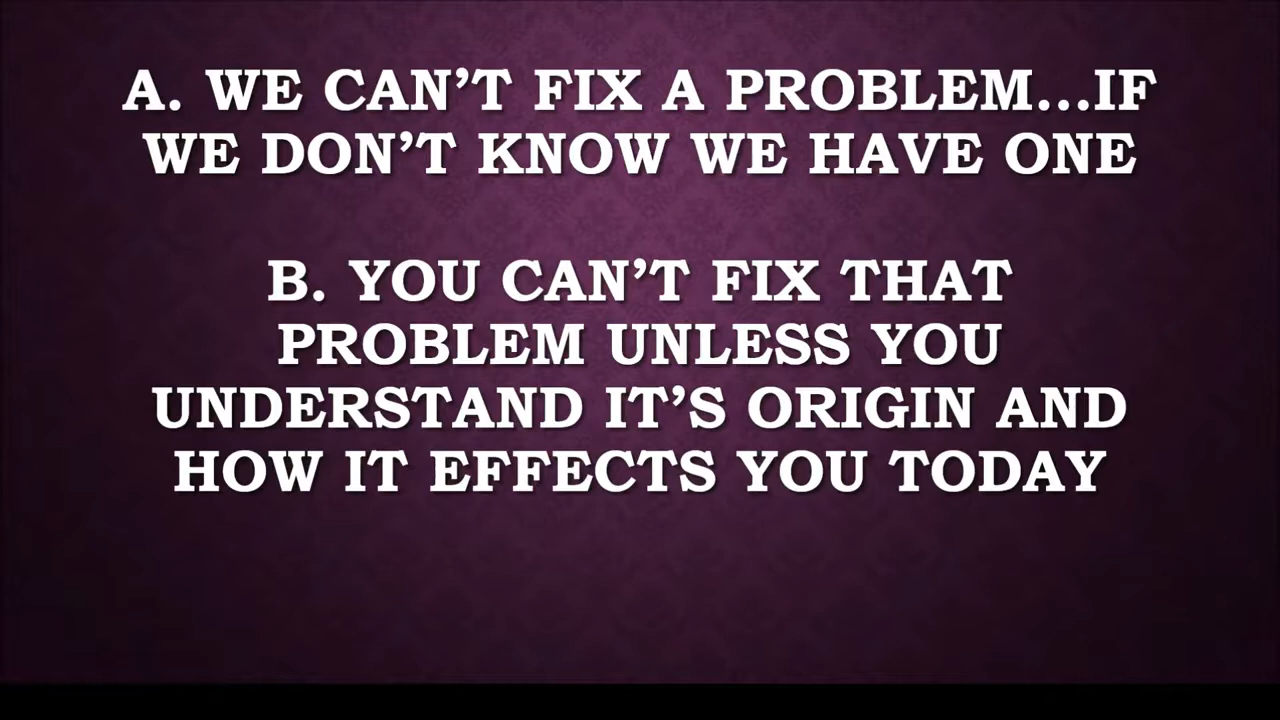 A. WE CAN’T FIX A PROBLEM…IF
WE DON’T KNOW WE HAVE ONE
B. YOU CAN’T FIX THAT
PROBLEM UNLESS YOU
UNDERSTAND IT’S ORIGIN AND
HOW IT EFFECTS YOU TODAY